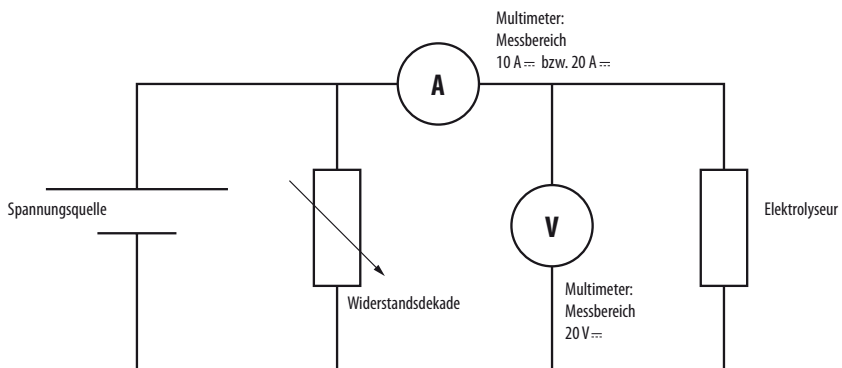 Multimeter:
Messbereich
10 A ⎓ bzw. 20 A ⎓
A
Spannungsquelle
V
Elektrolyseur
Widerstandsdekade
Multimeter:
Messbereich
20 V ⎓